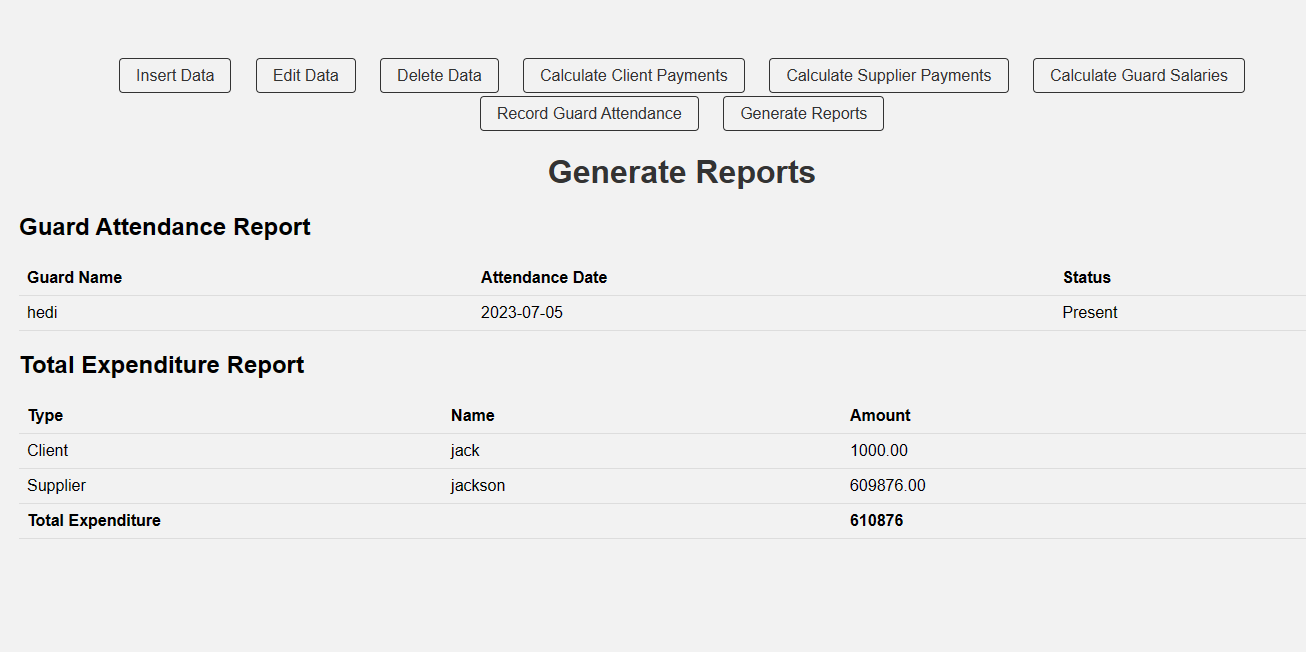 Insert Data Edit Data Delete Data Calculate Client Payments Calculate Supplier Payments Calculate Guard Salaries
Record Guard Attendance Generate Reports
Generate Reports
Guard Attendance Report
Guard Name Attendance Date Status
hedi 2023-07-05 Present
Total Expenditure Report
Type Name Amount
Client jack 1000.00
Supplier jackson 609876.00
Total Expenditure 610876